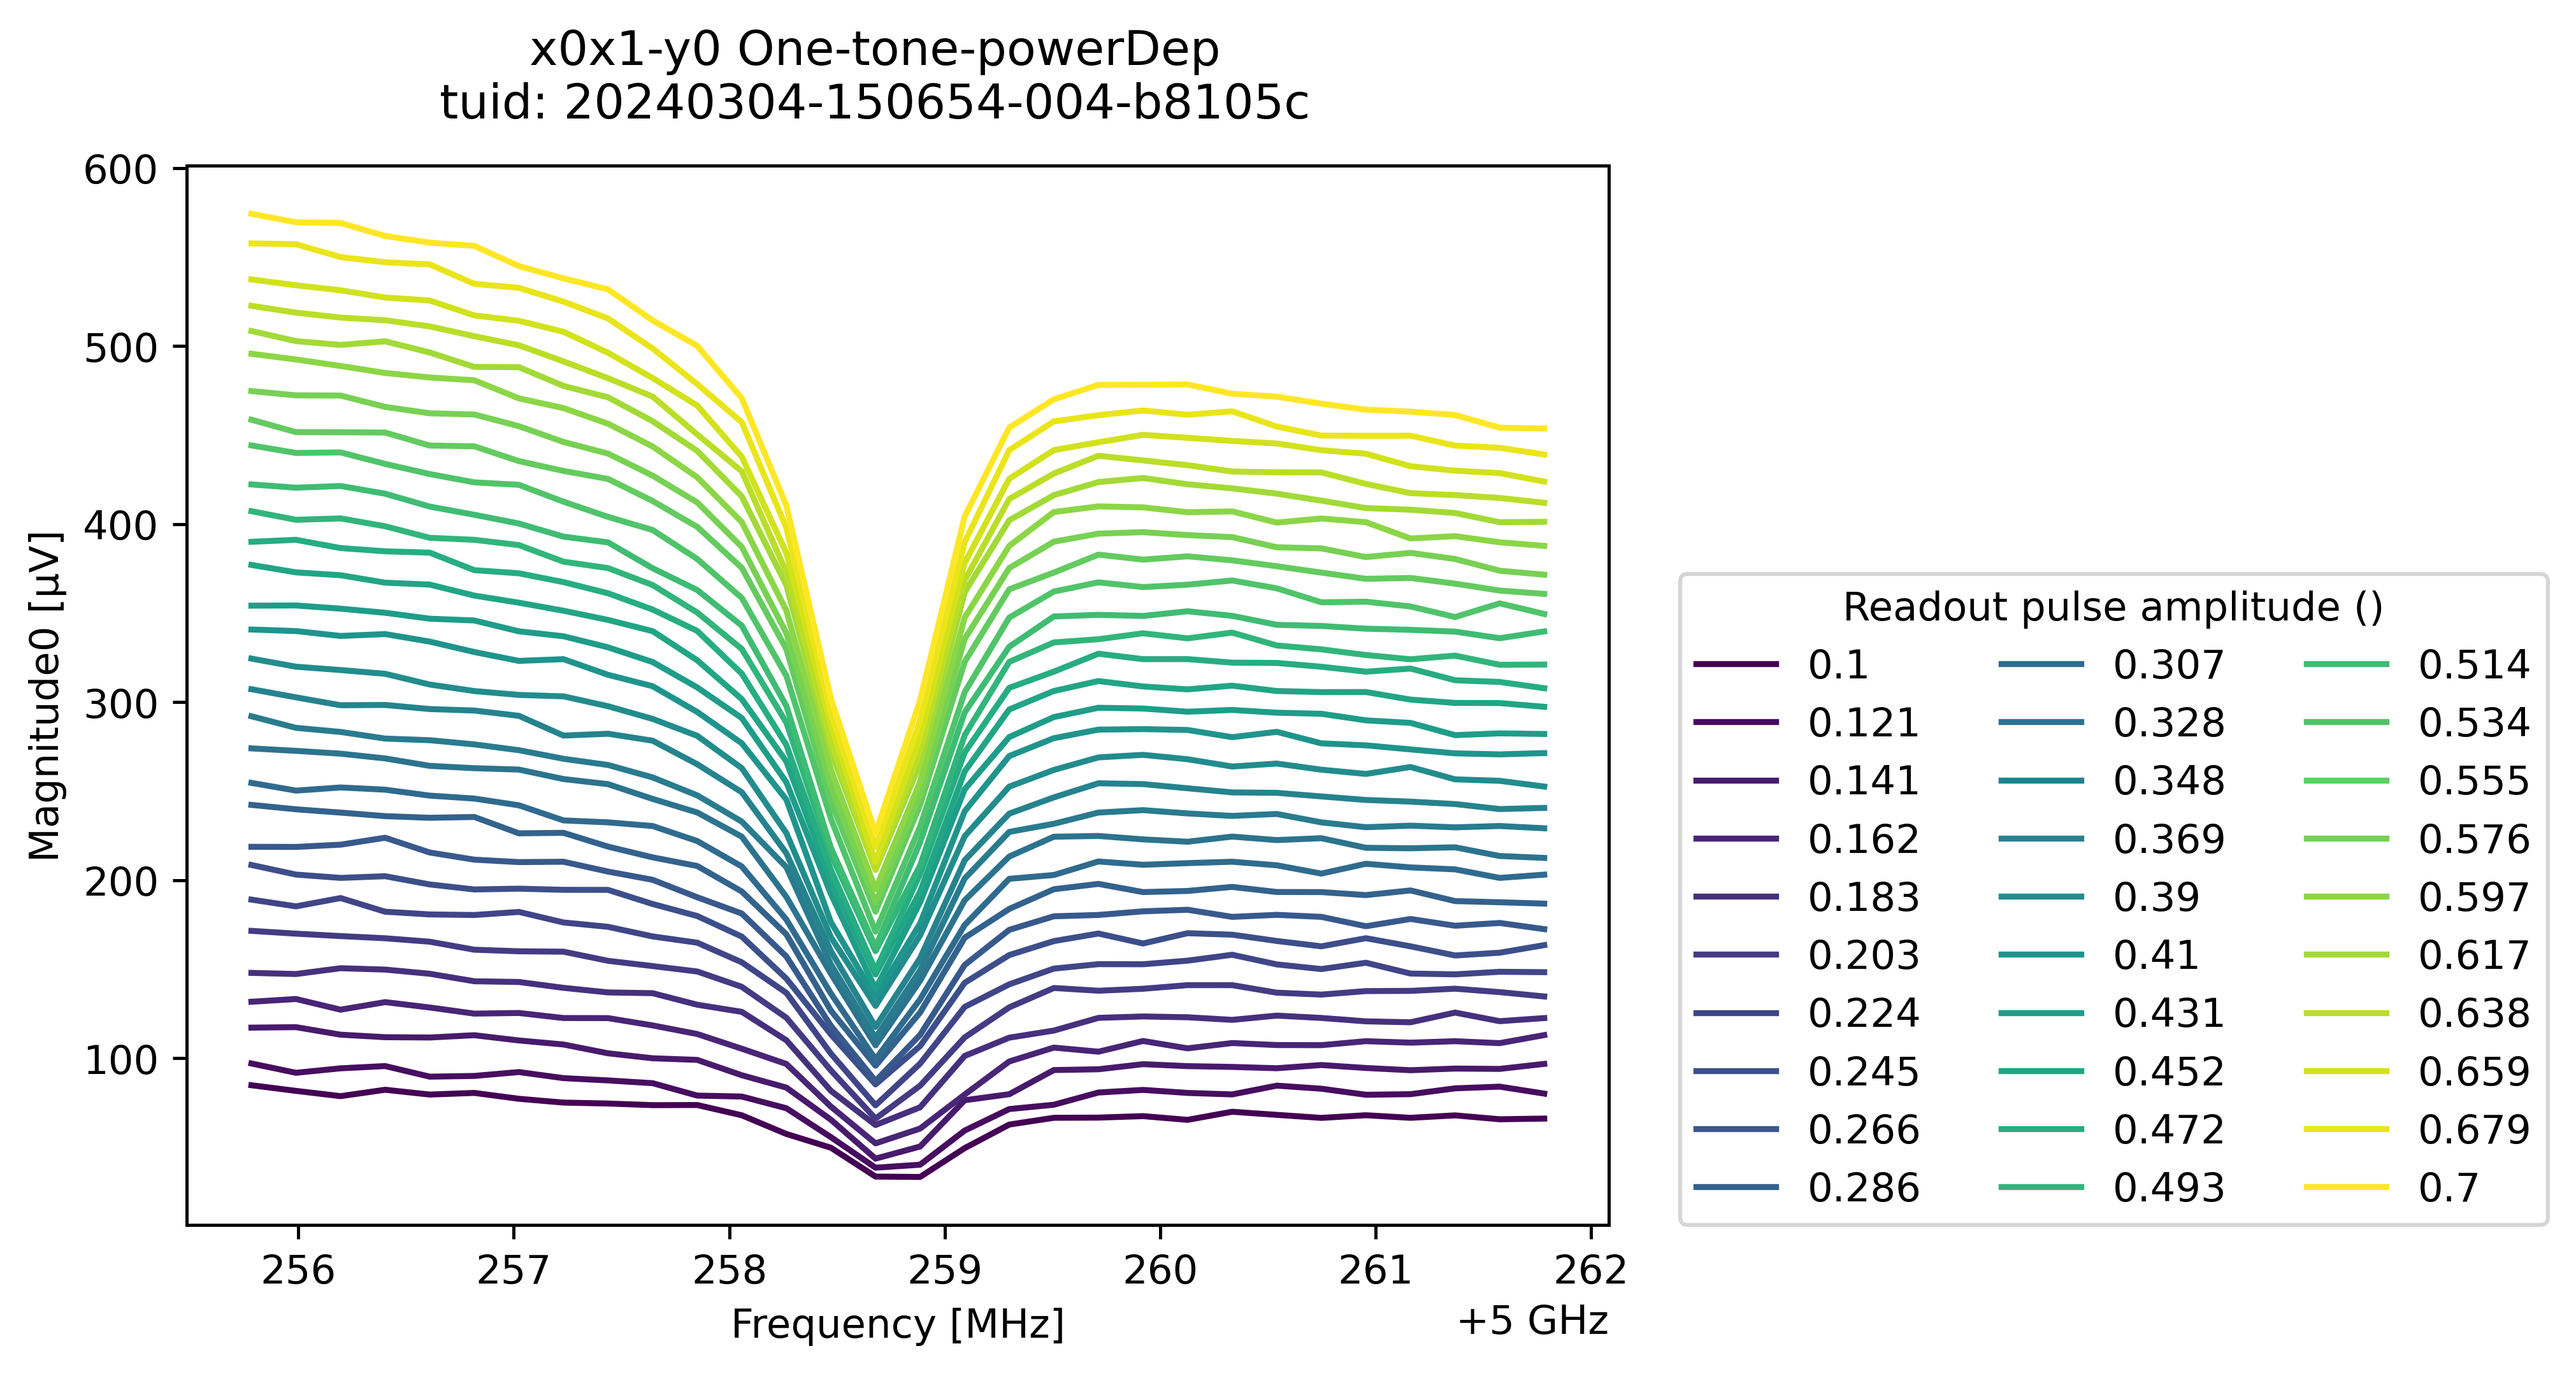 x0x1-y0 One-tone-powerDep
tuid: 20240304-150654-004-b8105c
600
500
400
300
200
100
Magnitude0 [µV]
256 257 258 259 260 261 262
Frequency [MHz]
+5 GHz
Readout pulse amplitude ()
0.1 0.307 0.514
0.121 0.328 0.534
0.141 0.348 0.555
0.162 0.369 0.576
0.183 0.39 0.597
0.203 0.41 0.617
0.224 0.431 0.638
0.245 0.452 0.659
0.266 0.472 0.679
0.286 0.493 0.7